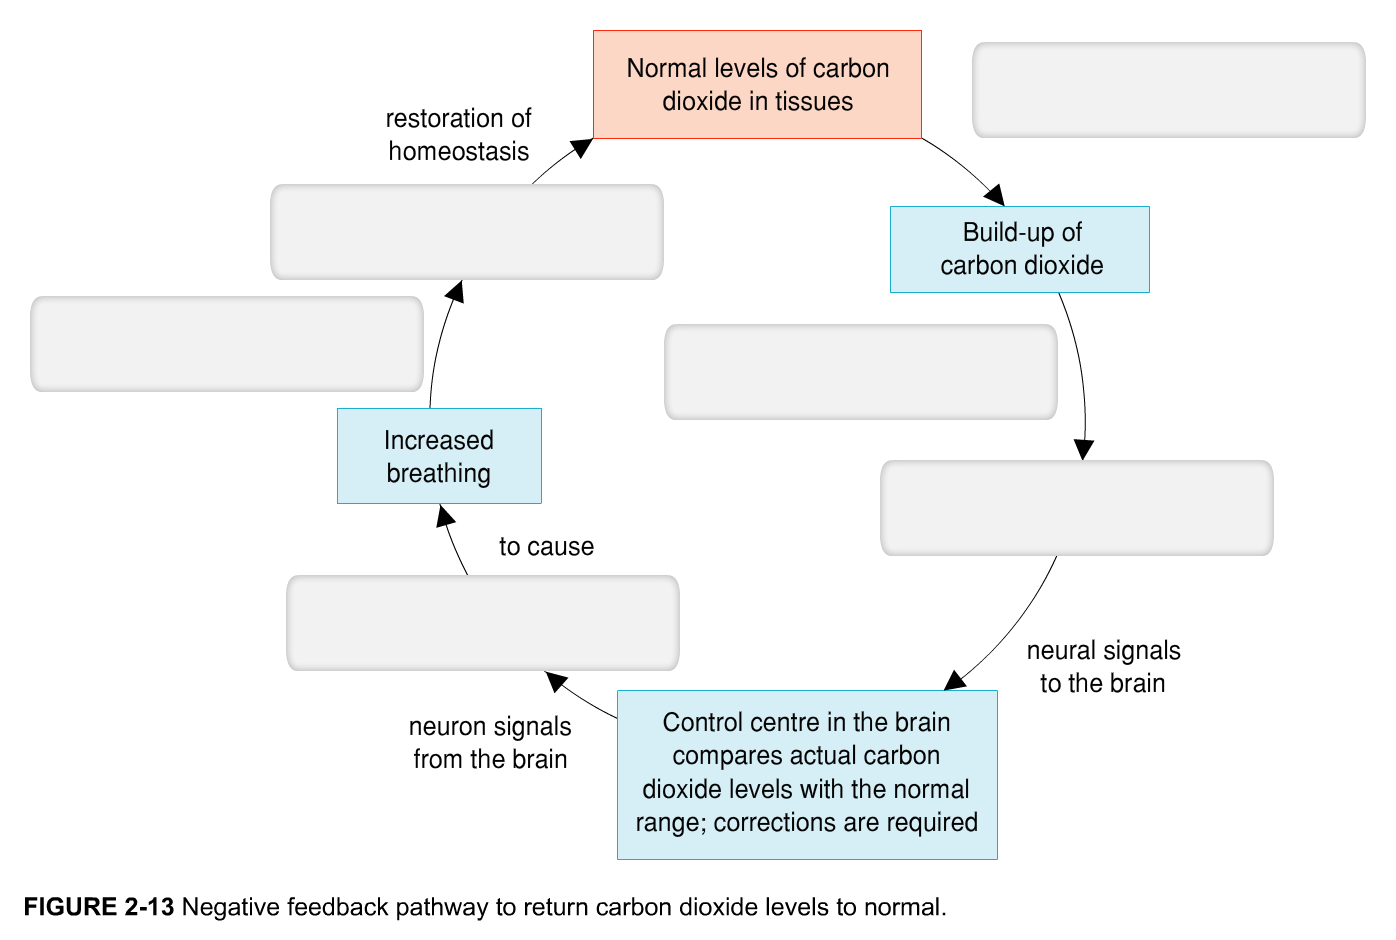 Normal levels of carbon
dioxide in tissues
restoration of
homeostasis
Build-up of
carbon dioxide
Increased
breathing
to cause
neural signals
to the brain
neuron signals
from the brain
Control centre in the brain
compares actual carbon
dioxide levels with the normal
range; corrections are required
FIGURE 2-13 Negative feedback pathway to return carbon dioxide levels to normal.